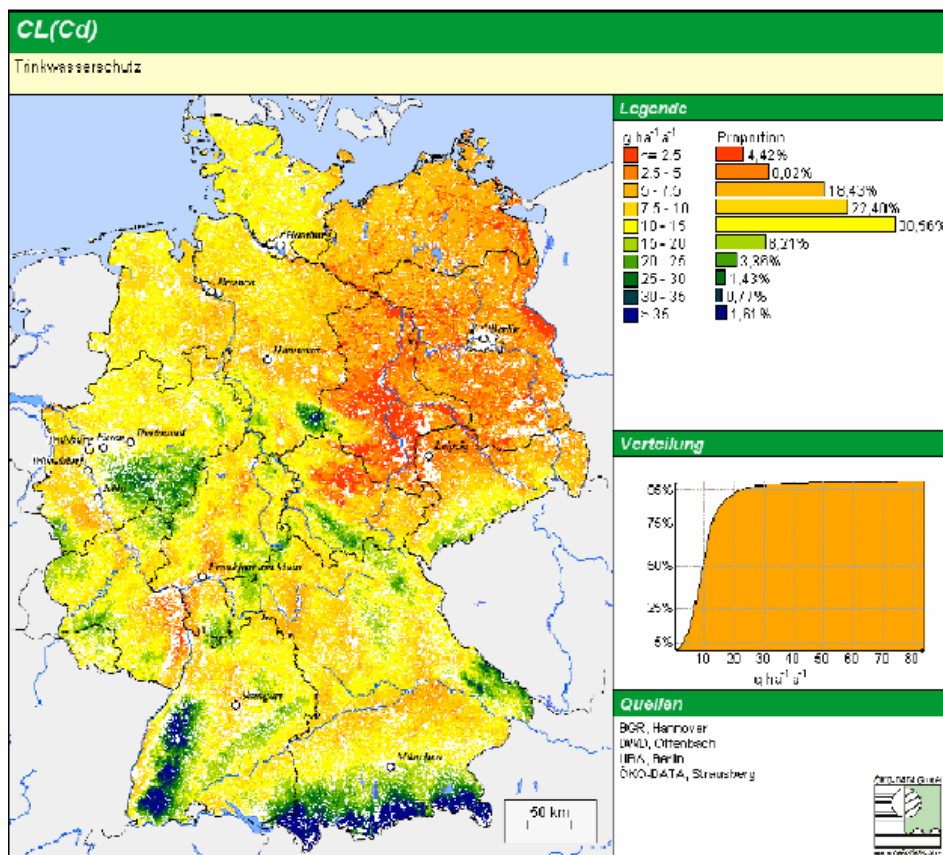 CL(Cd)
Trinkwasserschutz
Hamburg
Bremen
Berlin
Hannover
Dortmund
Essen
Leipzig
Köln
Frankfurt am Main
Stuttgart
München
50 km
Legende
g ha⁻¹ a⁻¹ Proportion
<= 2.5 4,42%
2.5 - 5
5 - 7.5 18,43%
7.5 - 10 22,40%
10 - 15
15 - 20 8,21%
20 - 25 3,36%
25 - 30 1,43%
30 - 35 0,77%
1,61%
Verteilung
95%
75%
50%
25%
5%
10 20 30 40 50 60 70 80
g ha⁻¹ a⁻¹
Quellen
BGR, Hannover
DWD, Offenbach
UBA, Berlin
ÖKO-DATA, Strausberg